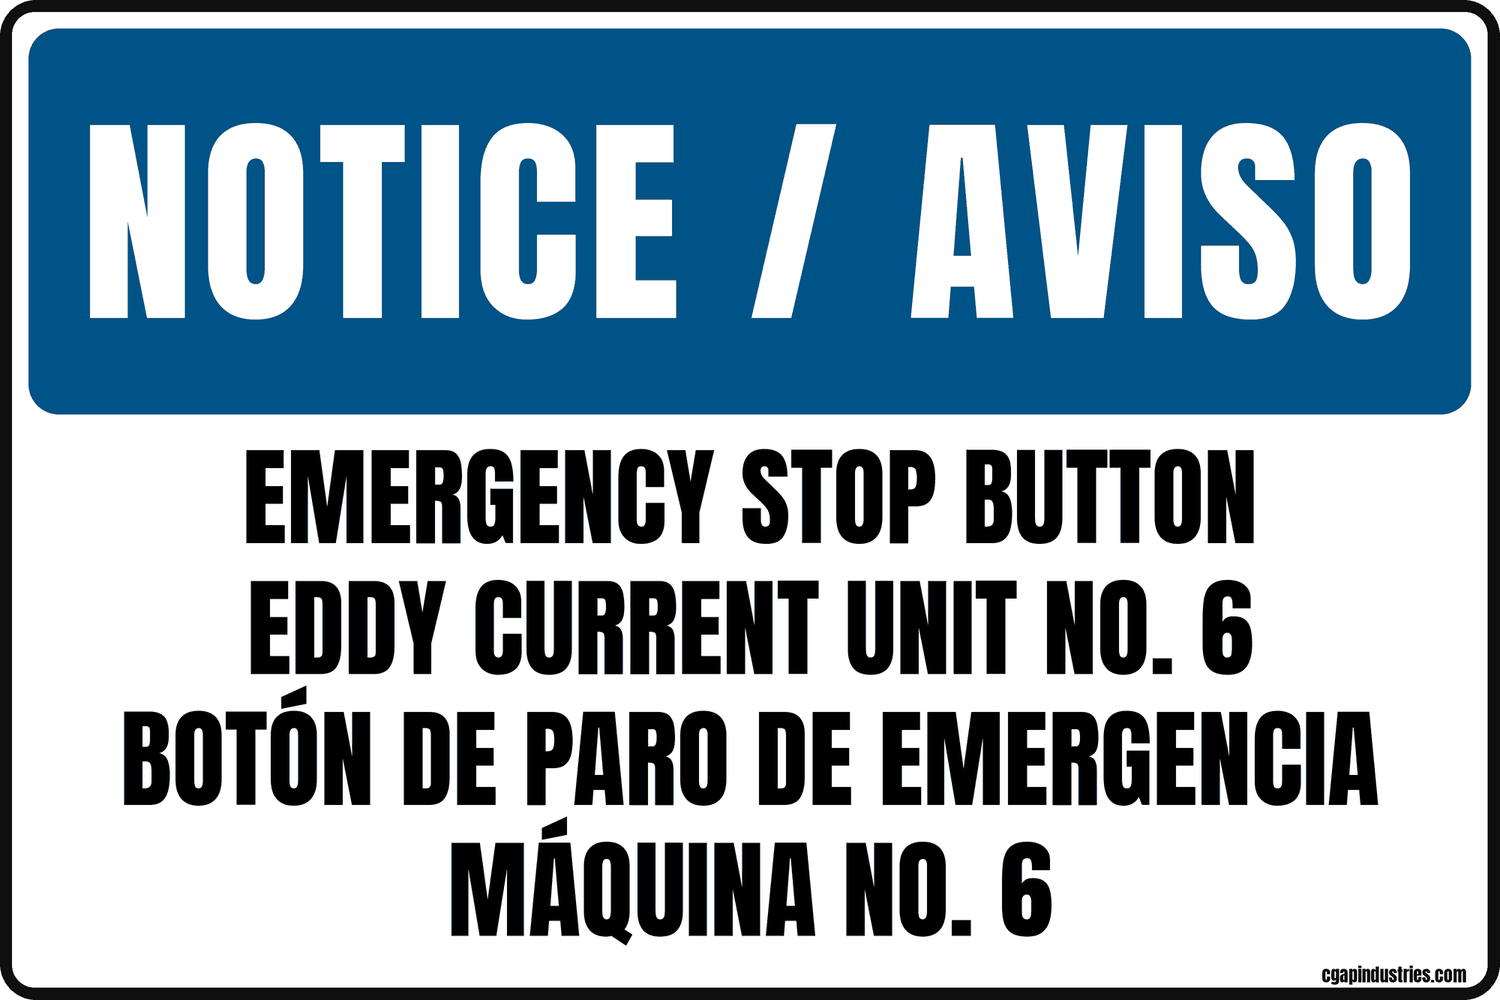 NOTICE / AVISO
EMERGENCY STOP BUTTON
EDDY CURRENT UNIT NO. 6
BOTÓN DE PARO DE EMERGENCIA
MÁQUINA NO. 6
cgapindustries.com